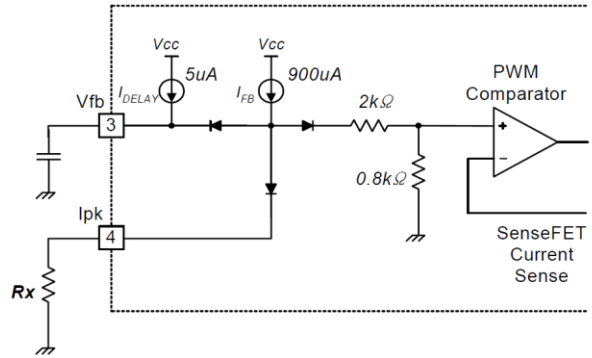 Vcc
Vcc
5uA
900uA
Vfb
I_DELAY
I_FB
3
2kΩ
PWM
Comparator
+
−
0.8kΩ
Ipk
4
Rx
SenseFET
Current
Sense